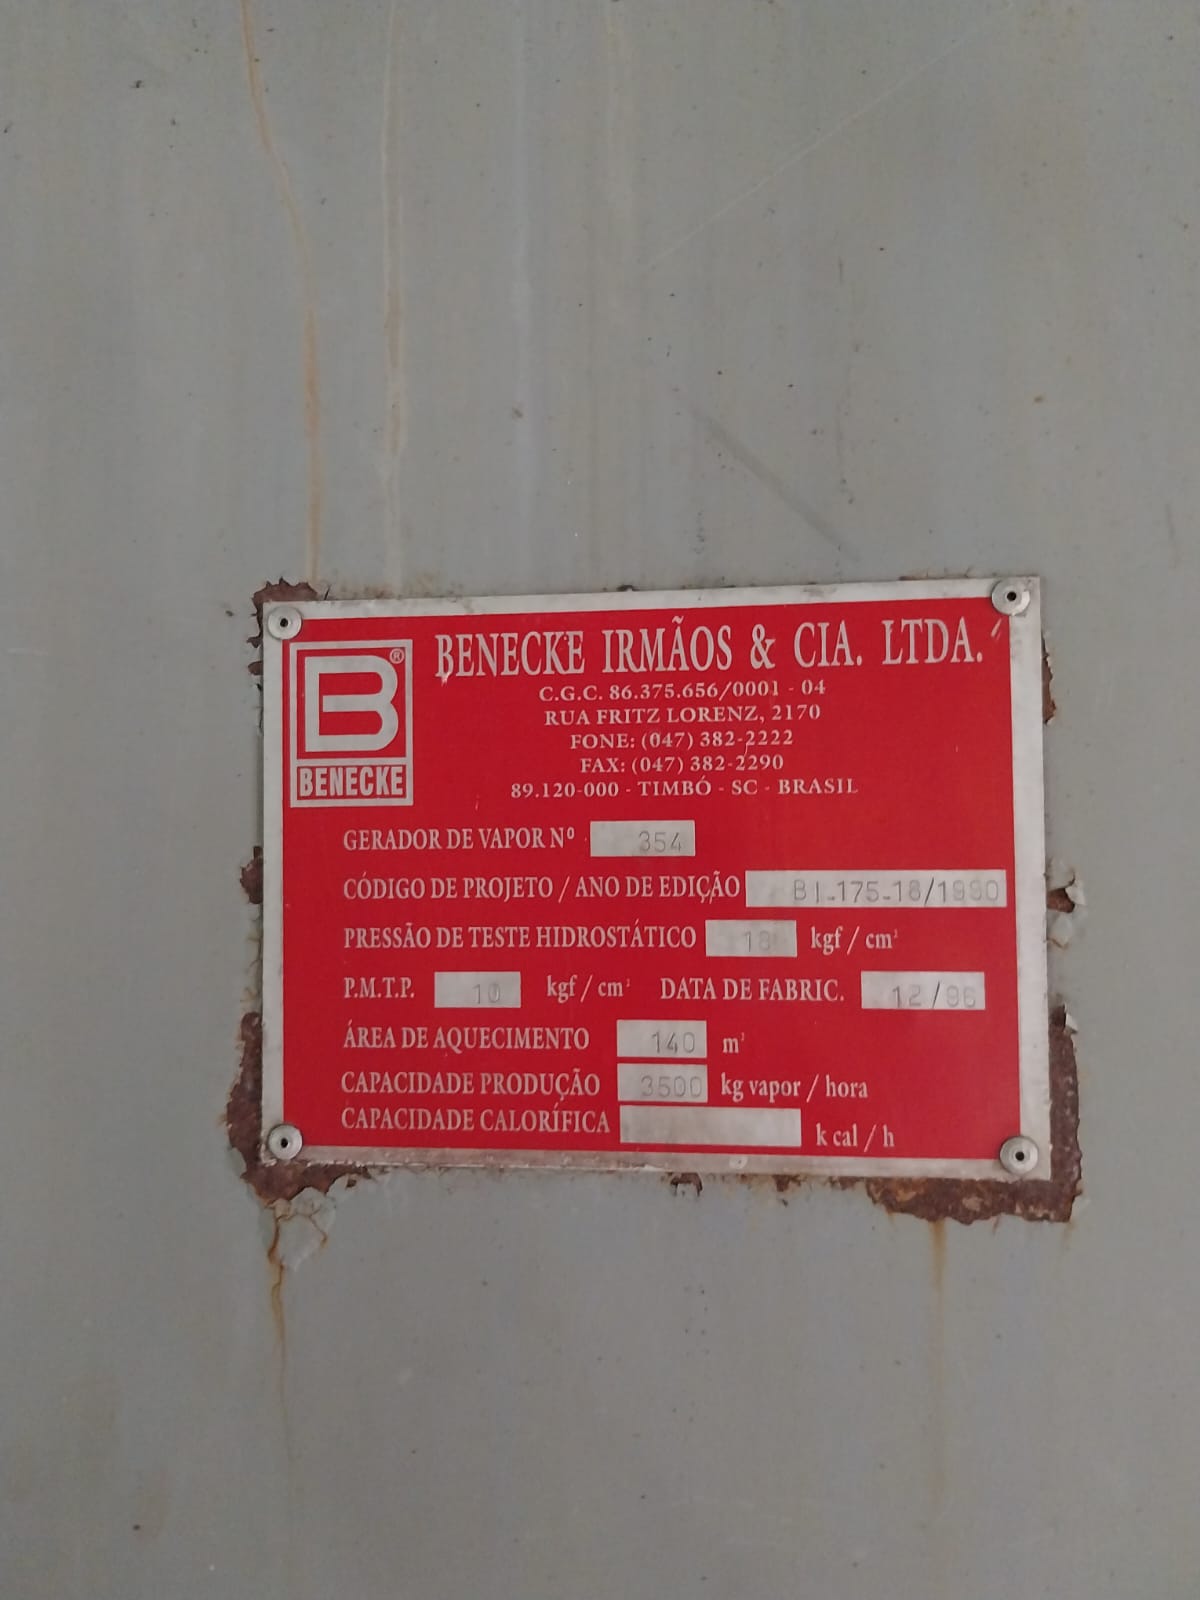 BENECKE IRMÃOS & CIA. LTDA.
B®
BENECKE
C.G.C. 86.375.656/0001 - 04
RUA FRITZ LORENZ, 2170
FONE: (047) 382-2222
FAX: (047) 382-2290
89.120-000 - TIMBÓ - SC - BRASIL
GERADOR DE VAPOR Nº 354
CÓDIGO DE PROJETO / ANO DE EDIÇÃO
PRESSÃO DE TESTE HIDROSTÁTICO 18 kgf / cm²
P.M.T.P. 10 kgf / cm² DATA DE FABRIC. 12/96
ÁREA DE AQUECIMENTO 140 m²
CAPACIDADE PRODUÇÃO 3500 kg vapor / hora
CAPACIDADE CALORÍFICA k cal / h